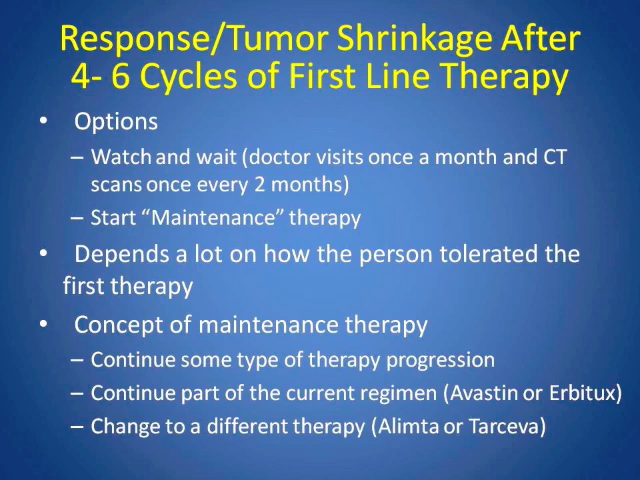 Response/Tumor Shrinkage After
4- 6 Cycles of First Line Therapy
• Options
– Watch and wait (doctor visits once a month and CT
scans once every 2 months)
– Start “Maintenance” therapy
• Depends a lot on how the person tolerated the
first therapy
• Concept of maintenance therapy
– Continue some type of therapy progression
– Continue part of the current regimen (Avastin or Erbitux)
– Change to a different therapy (Alimta or Tarceva)